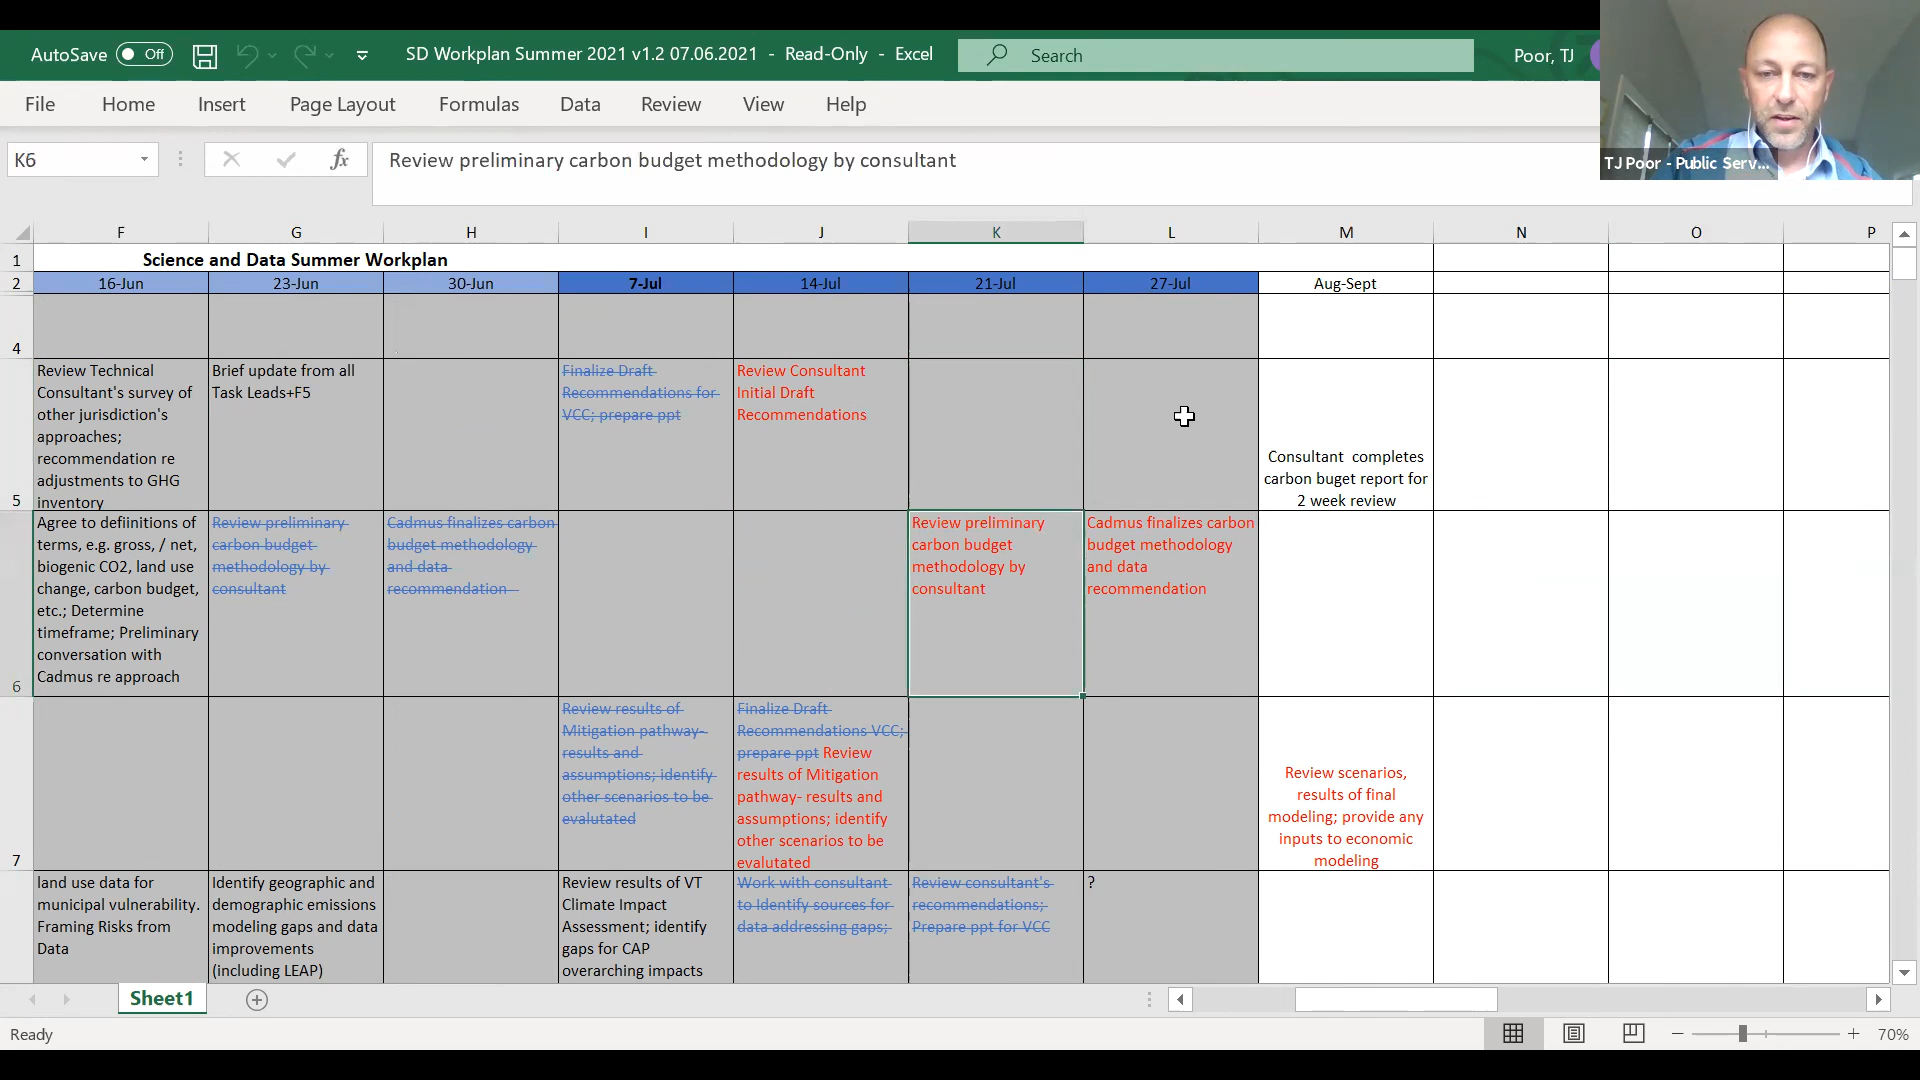 AutoSave Off SD Workplan Summer 2021 v1.2 07.06.2021 - Read-Only - Excel Search Poor, TJ
File Home Insert Page Layout Formulas Data Review View Help
TJ Poor - Public Serv...
K6 fx Review preliminary carbon budget methodology by consultant
F G H I J K L M N O P
1 Science and Data Summer Workplan
2 16-Jun 23-Jun 30-Jun 7-Jul 14-Jul 21-Jul 27-Jul Aug-Sept
4
5
Review Technical
Consultant's survey of
other jurisdiction's
approaches;
recommendation re
adjustments to GHG
inventory
Brief update from all
Task Leads+F5
Finalize Draft
Recommendations for
VCC; prepare ppt
Review Consultant
Initial Draft
Recommendations
Consultant completes
carbon buget report for
2 week review
6
Agree to defiinitions of
terms, e.g. gross, / net,
biogenic CO2, land use
change, carbon budget,
etc.; Determine
timeframe; Preliminary
conversation with
Cadmus re approach
Review preliminary
carbon budget
methodology by
consultant
Cadmus finalizes carbon
budget methodology
and data
recommendation
Review preliminary
carbon budget
methodology by
consultant
Cadmus finalizes carbon
budget methodology
and data
recommendation
7
Review results of
Mitigation pathway-
results and
assumptions; identify
other scenarios to be
evalutated
Finalize Draft
Recommendations VCC;
prepare ppt Review
results of Mitigation
pathway- results and
assumptions; identify
other scenarios to be
evalutated
Review scenarios,
results of final
modeling; provide any
inputs to economic
modeling
land use data for
municipal vulnerability.
Framing Risks from
Data
Identify geographic and
demographic emissions
modeling gaps and data
improvements
(including LEAP)
Review results of VT
Climate Impact
Assessment; identify
gaps for CAP
overarching impacts
Work with consultant
to Identify sources for
data addressing gaps;
Review consultant's
recommendations;
Prepare ppt for VCC
?
Sheet1
Ready 70%